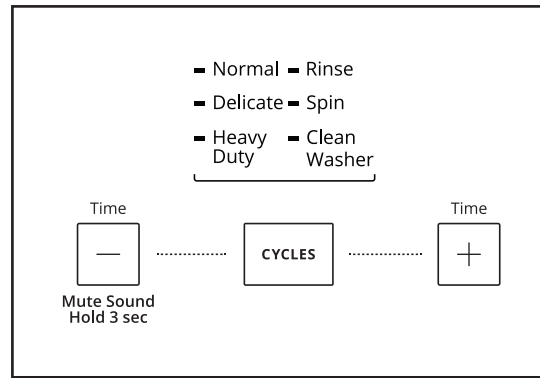 Normal Rinse
Delicate Spin
Heavy Duty Clean Washer
Time Time
− CYCLES +
Mute Sound
Hold 3 sec